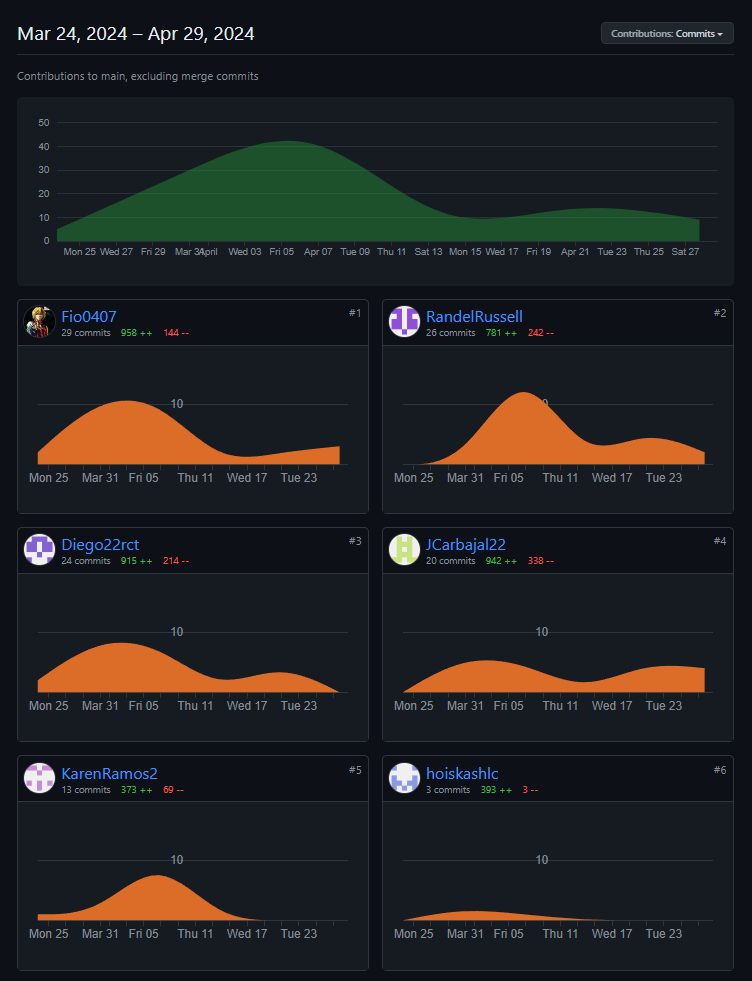 Mar 24, 2024 – Apr 29, 2024
Contributions: Commits
Contributions to main, excluding merge commits
50
40
30
20
10
0
Mon 25 Wed 27 Fri 29 Mar 31 April Wed 03 Fri 05 Apr 07 Tue 09 Thu 11 Sat 13 Mon 15 Wed 17 Fri 19 Apr 21 Tue 23 Thu 25 Sat 27
Fio0407 #1
29 commits 958 ++ 144 --
10
Mon 25 Mar 31 Fri 05 Thu 11 Wed 17 Tue 23
RandelRussell #2
26 commits 781 ++ 242 --
10
Mon 25 Mar 31 Fri 05 Thu 11 Wed 17 Tue 23
Diego22rct #3
24 commits 915 ++ 214 --
10
Mon 25 Mar 31 Fri 05 Thu 11 Wed 17 Tue 23
JCarbajal22 #4
20 commits 942 ++ 338 --
10
Mon 25 Mar 31 Fri 05 Thu 11 Wed 17 Tue 23
KarenRamos2 #5
13 commits 373 ++ 69 --
10
Mon 25 Mar 31 Fri 05 Thu 11 Wed 17 Tue 23
hoiskashlc #6
3 commits 393 ++ 3 --
10
Mon 25 Mar 31 Fri 05 Thu 11 Wed 17 Tue 23